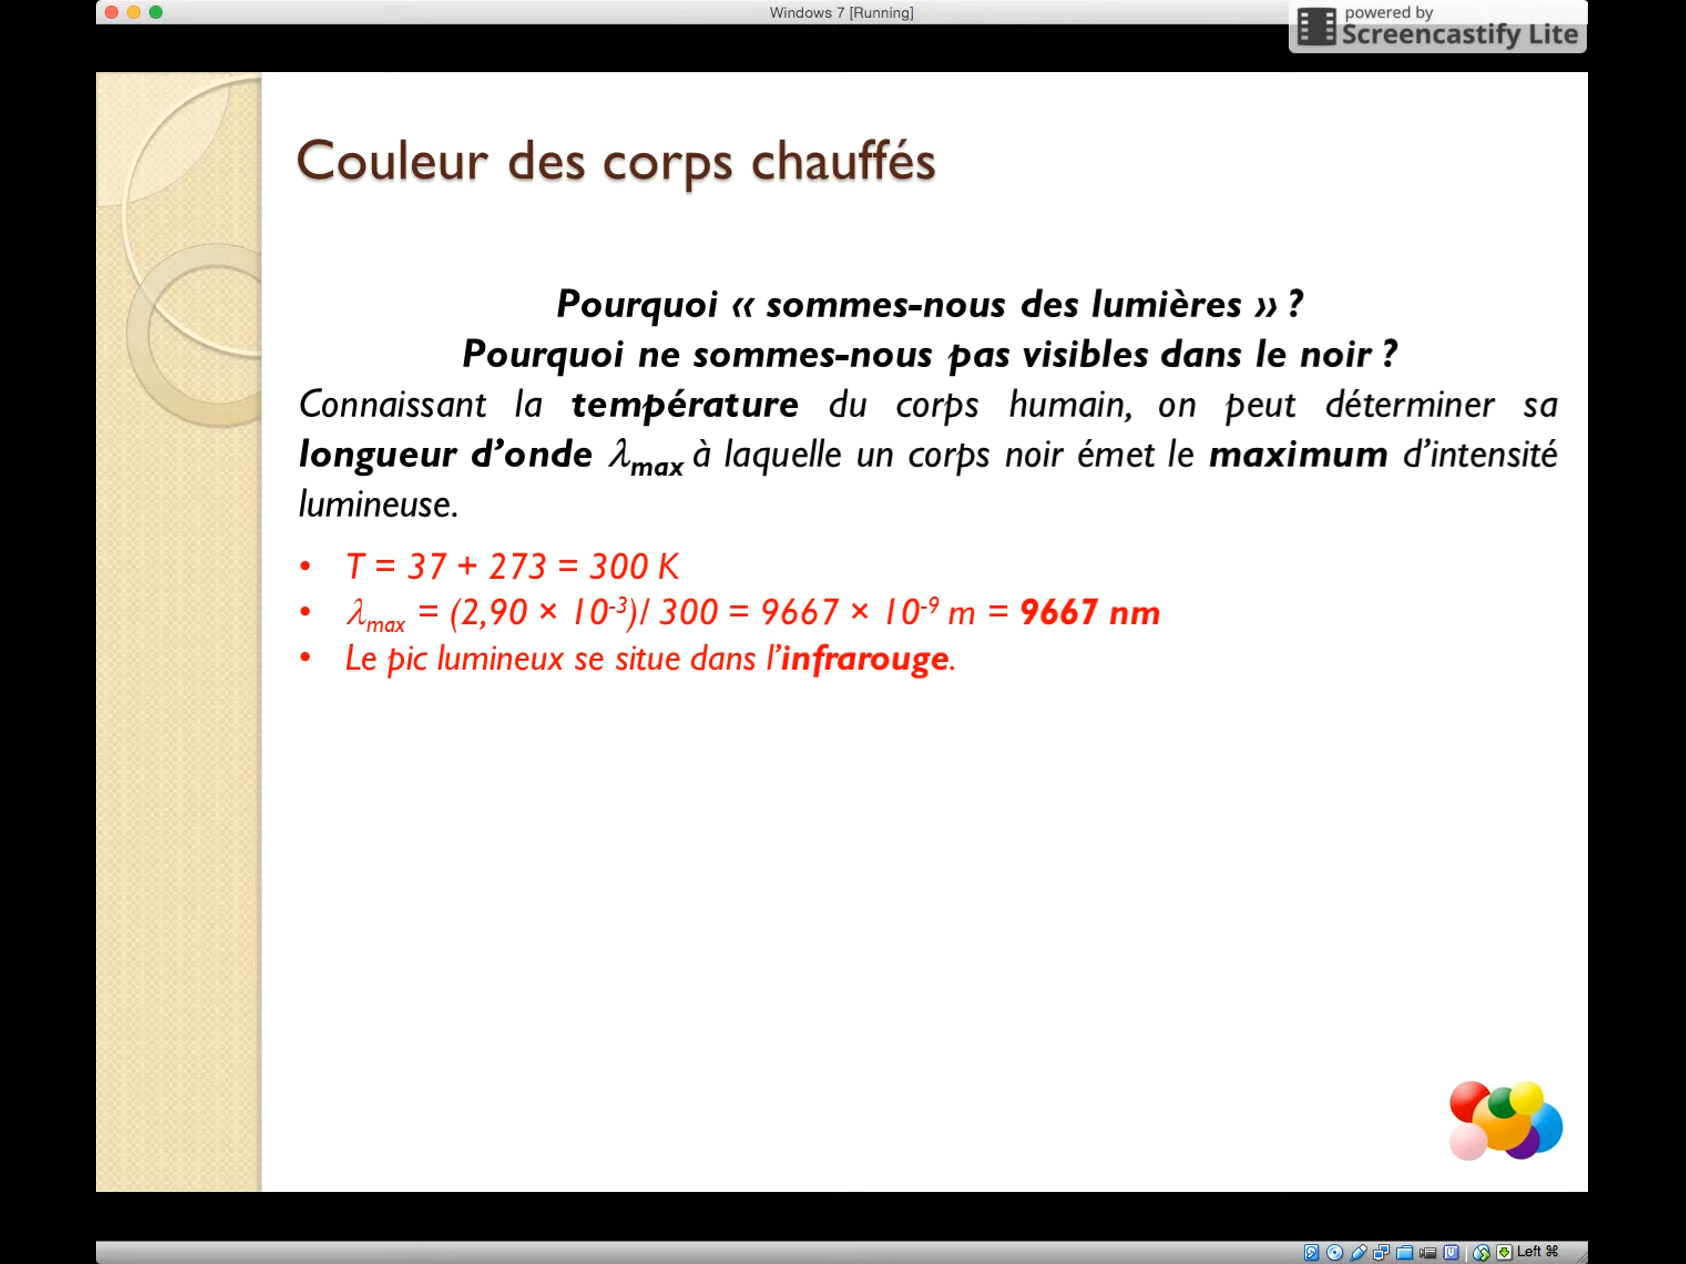 Windows 7 [Running]
powered by
Screencastify Lite
Couleur des corps chauffés
Pourquoi « sommes-nous des lumières » ?
Pourquoi ne sommes-nous pas visibles dans le noir ?
Connaissant la température du corps humain, on peut déterminer sa
longueur d’onde λmax à laquelle un corps noir émet le maximum d’intensité
lumineuse.
• T = 37 + 273 = 300 K
• λmax = (2,90 × 10-3)/ 300 = 9667 × 10-9 m = 9667 nm
• Le pic lumineux se situe dans l’infrarouge.
Left ⌘